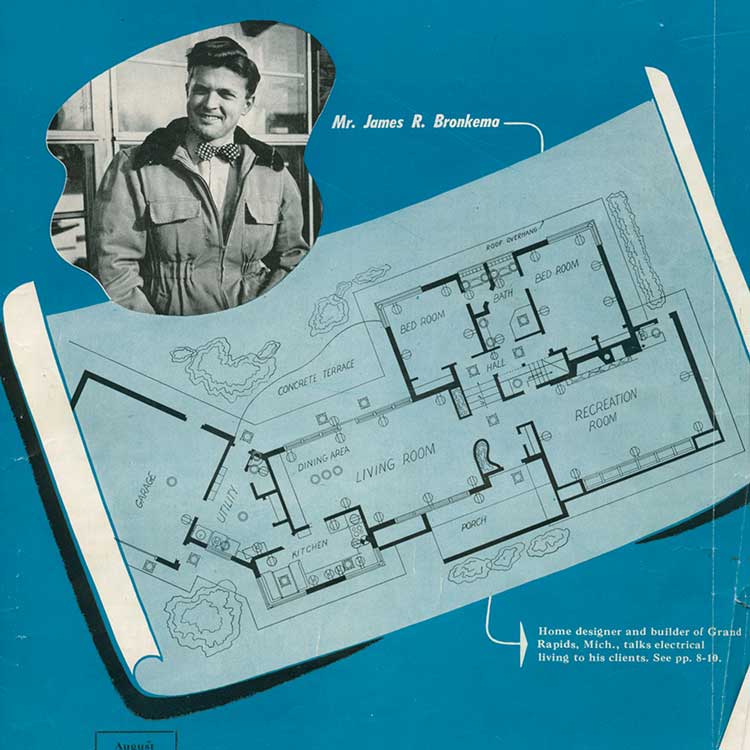 Mr. James R. Bronkema
ROOF OVERHANG
BED ROOM
BATH
BED ROOM
HALL
CONCRETE TERRACE
RECREATION
ROOM
DINING AREA
LIVING ROOM
GARAGE
UTILITY
PORCH
KITCHEN
Home designer and builder of Grand
Rapids, Mich., talks electrical
living to his clients. See pp. 8-10.
August